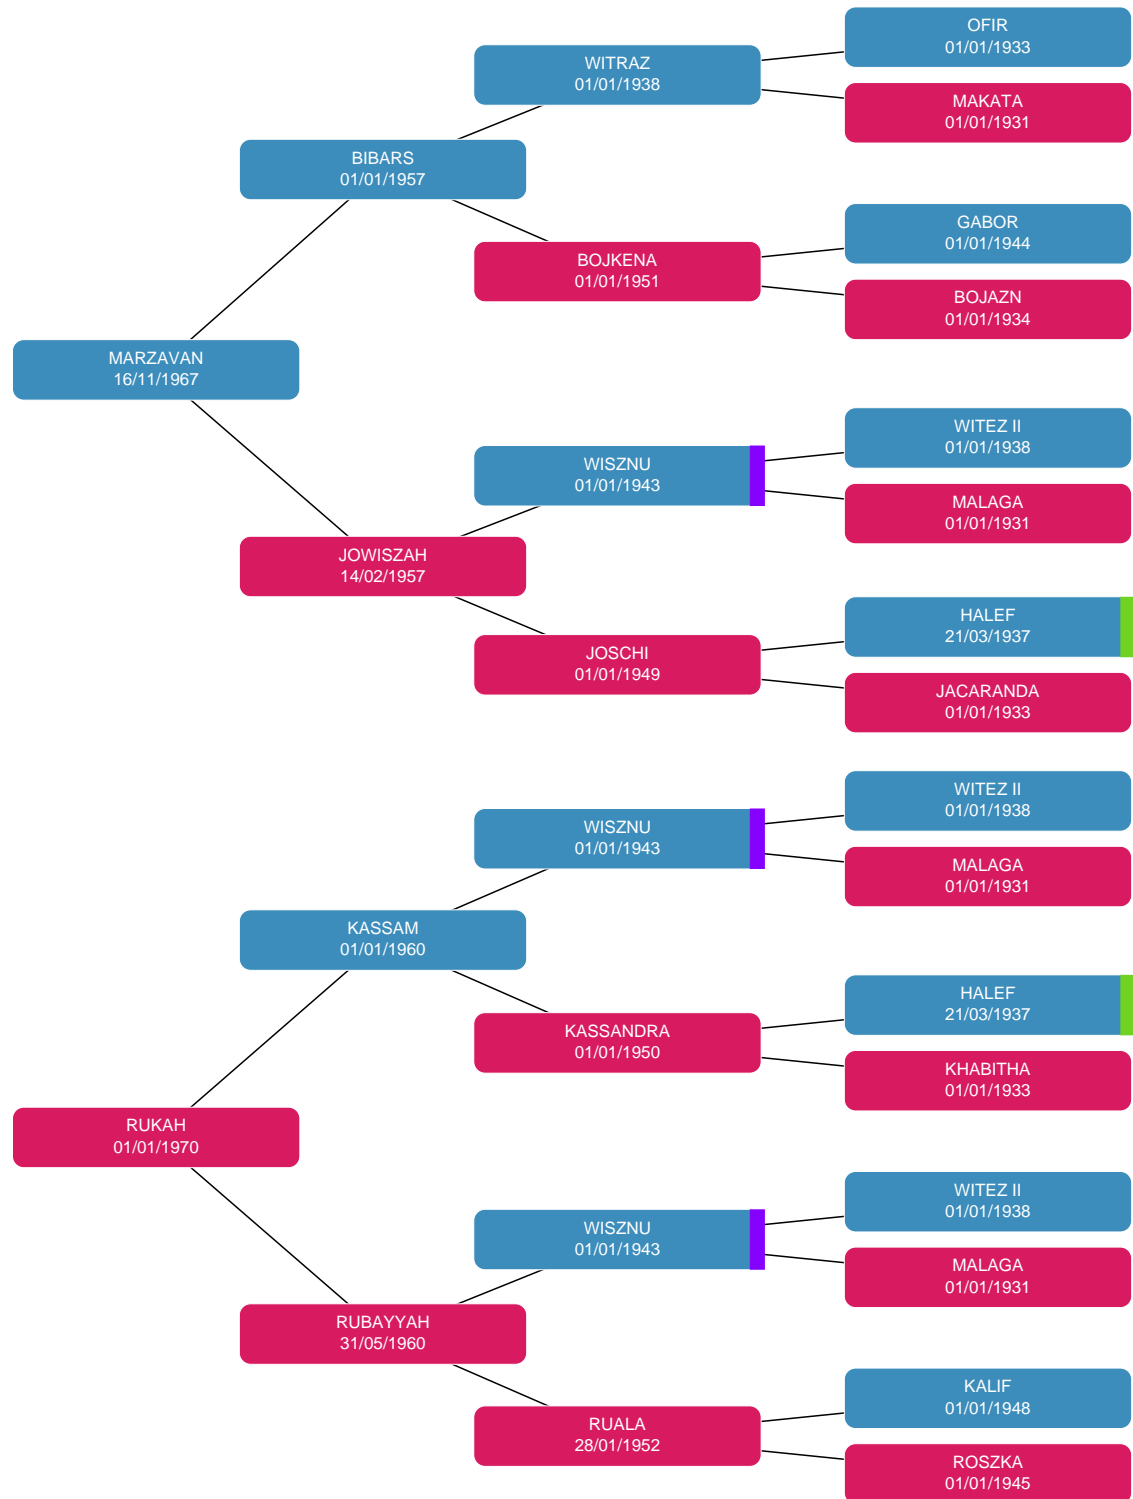 OFIR
01/01/1933
WITRAZ
01/01/1938
MAKATA
01/01/1931
BIBARS
01/01/1957
GABOR
01/01/1944
BOJKENA
01/01/1951
BOJAZN
01/01/1934
MARZAVAN
16/11/1967
WITEZ II
01/01/1938
WISZNU
01/01/1943
MALAGA
01/01/1931
JOWISZAH
14/02/1957
HALEF
21/03/1937
JOSCHI
01/01/1949
JACARANDA
01/01/1933
WITEZ II
01/01/1938
WISZNU
01/01/1943
MALAGA
01/01/1931
KASSAM
01/01/1960
HALEF
21/03/1937
KASSANDRA
01/01/1950
KHABITHA
01/01/1933
RUKAH
01/01/1970
WITEZ II
01/01/1938
WISZNU
01/01/1943
MALAGA
01/01/1931
RUBAYYAH
31/05/1960
KALIF
01/01/1948
RUALA
28/01/1952
ROSZKA
01/01/1945